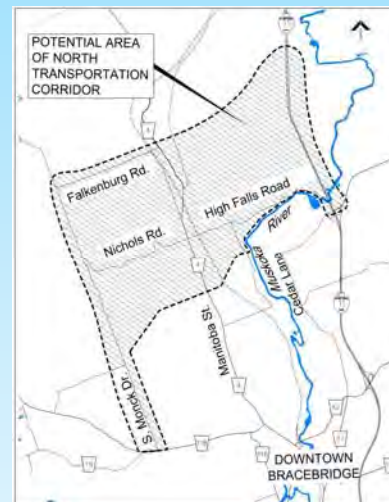 POTENTIAL AREA
OF NORTH
TRANSPORTATION
CORRIDOR
Falkenburg Rd.
High Falls Road
Nichols Rd.
Muskoka River
Cedar Lane
Manitoba St.
S. Monck Dr.
DOWNTOWN
BRACEBRIDGE